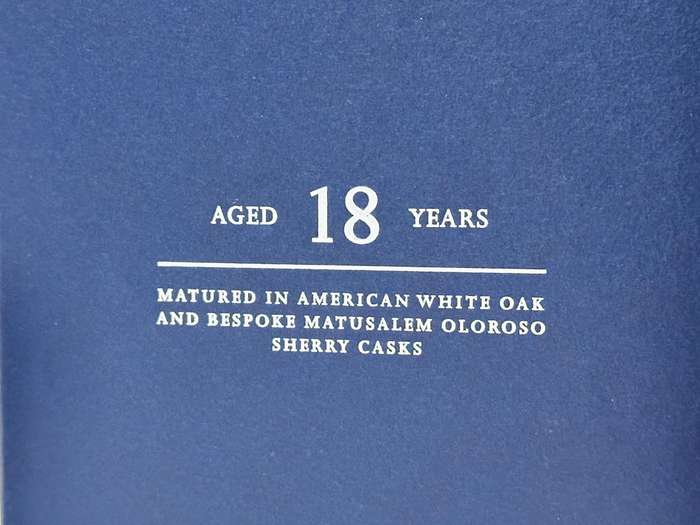 AGED 18 YEARS
MATURED IN AMERICAN WHITE OAK
AND BESPOKE MATUSALEM OLOROSO
SHERRY CASKS